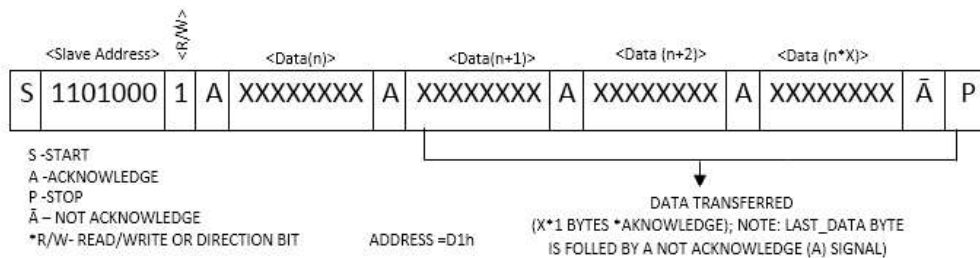 <R/W>
<Slave Address> <Data(n)> <Data(n+1)> <Data (n+2)> <Data (n*X)>
S 1101000 1 A XXXXXXXX A XXXXXXXX A XXXXXXXX A XXXXXXXX Ā P
S -START
A -ACKNOWLEDGE
P -STOP
Ā – NOT ACKNOWLEDGE
*R/W- READ/WRITE OR DIRECTION BIT ADDRESS =D1h
DATA TRANSFERRED
(X*1 BYTES *AKNOWLEDGE); NOTE: LAST_DATA BYTE
IS FOLLED BY A NOT ACKNOWLEDGE (A) SIGNAL)